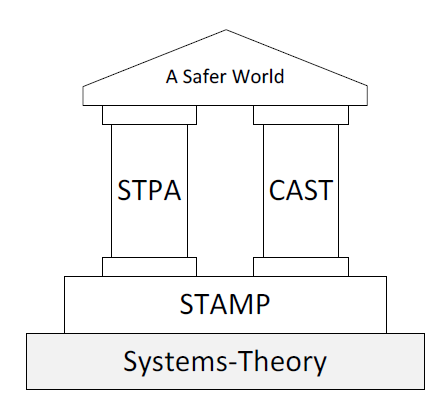 A Safer World
STPA
CAST
STAMP
Systems-Theory